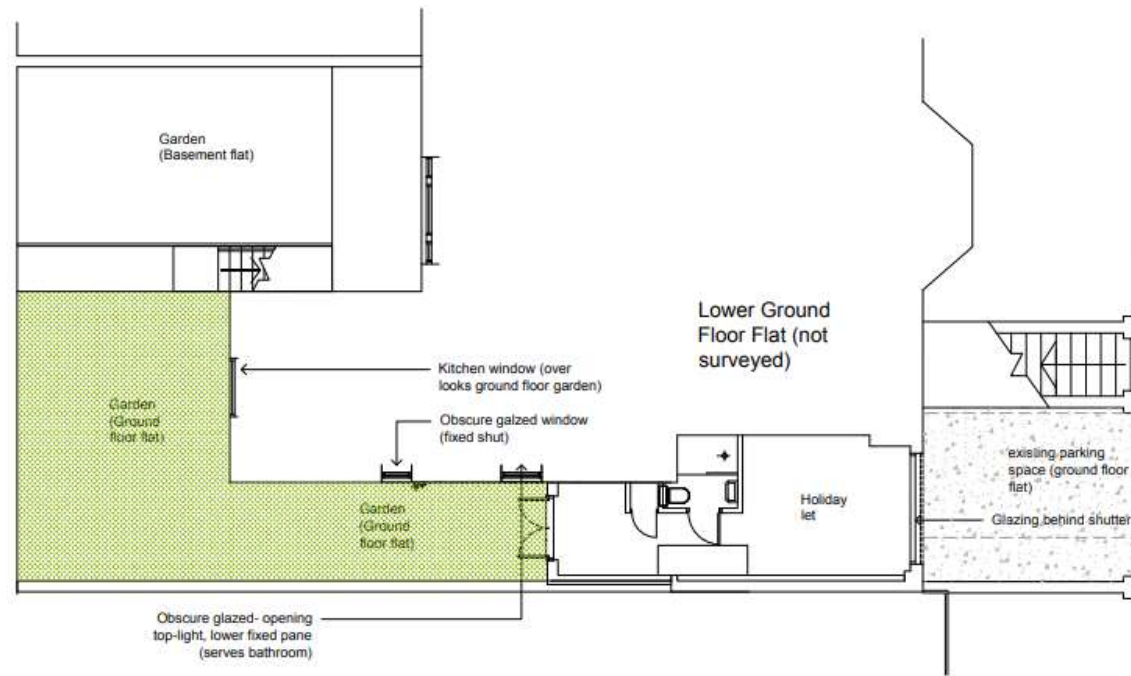 Garden
(Basement flat)
Lower Ground
Floor Flat (not
surveyed)
Kitchen window (over
looks ground floor garden)
Garden
(Ground
floor flat)
Obscure galzed window
(fixed shut)
existing parking
space (ground floor
flat)
Holiday
let
Garden
(Ground
floor flat)
Glazing behind shutter
Obscure glazed- opening
top-light, lower fixed pane
(serves bathroom)